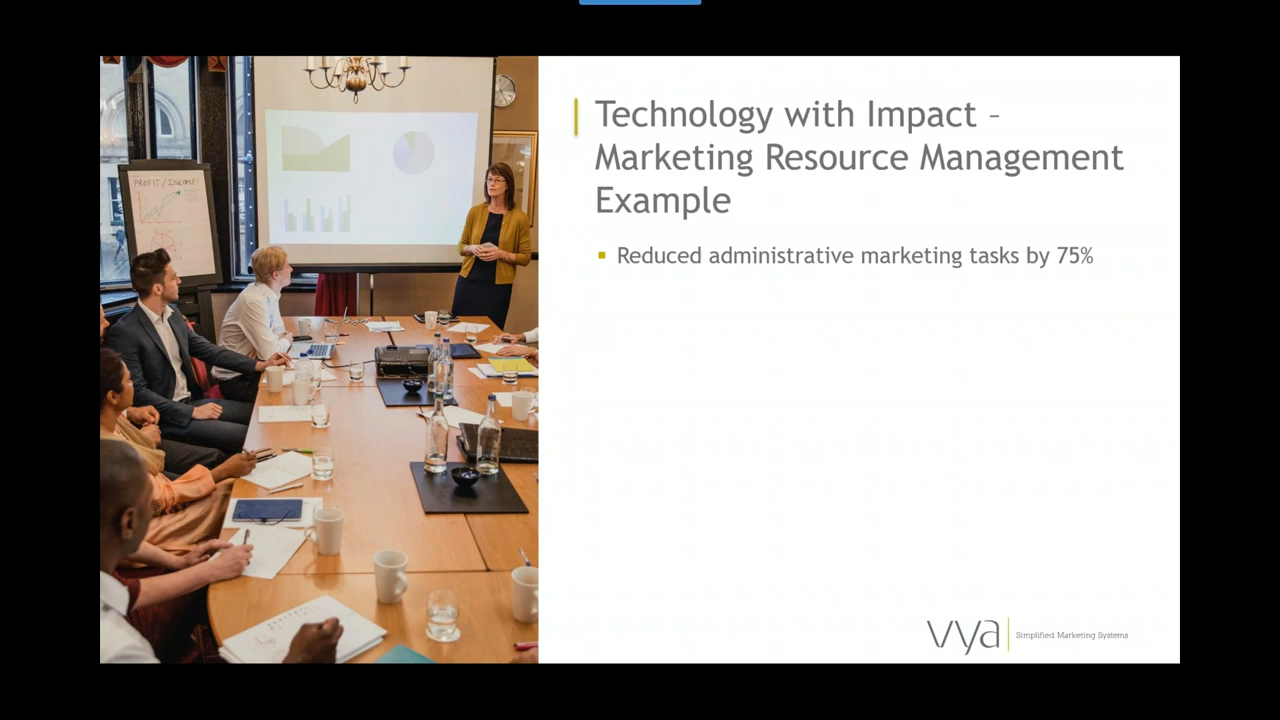 Technology with Impact –
Marketing Resource Management
Example
▪ Reduced administrative marketing tasks by 75%
PROFIT / INCOME!
vya | Simplified Marketing Systems